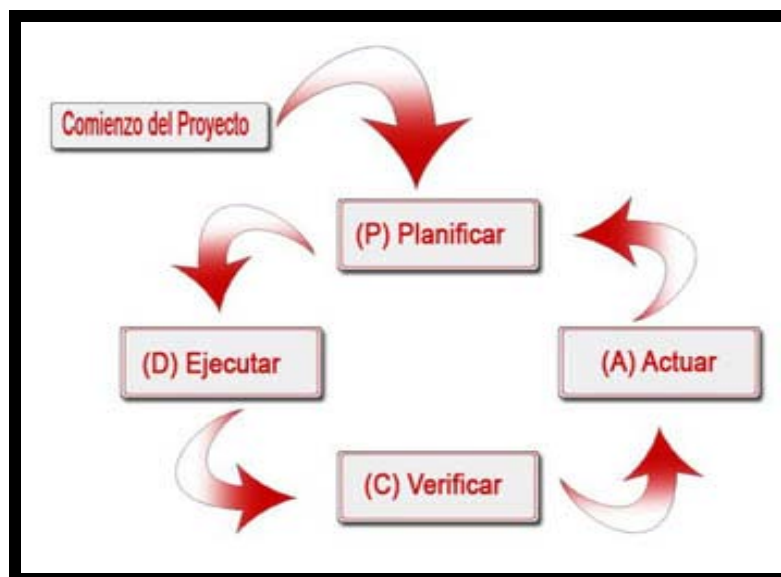 Comienzo del Proyecto
(P) Planificar
(D) Ejecutar
(A) Actuar
(C) Verificar